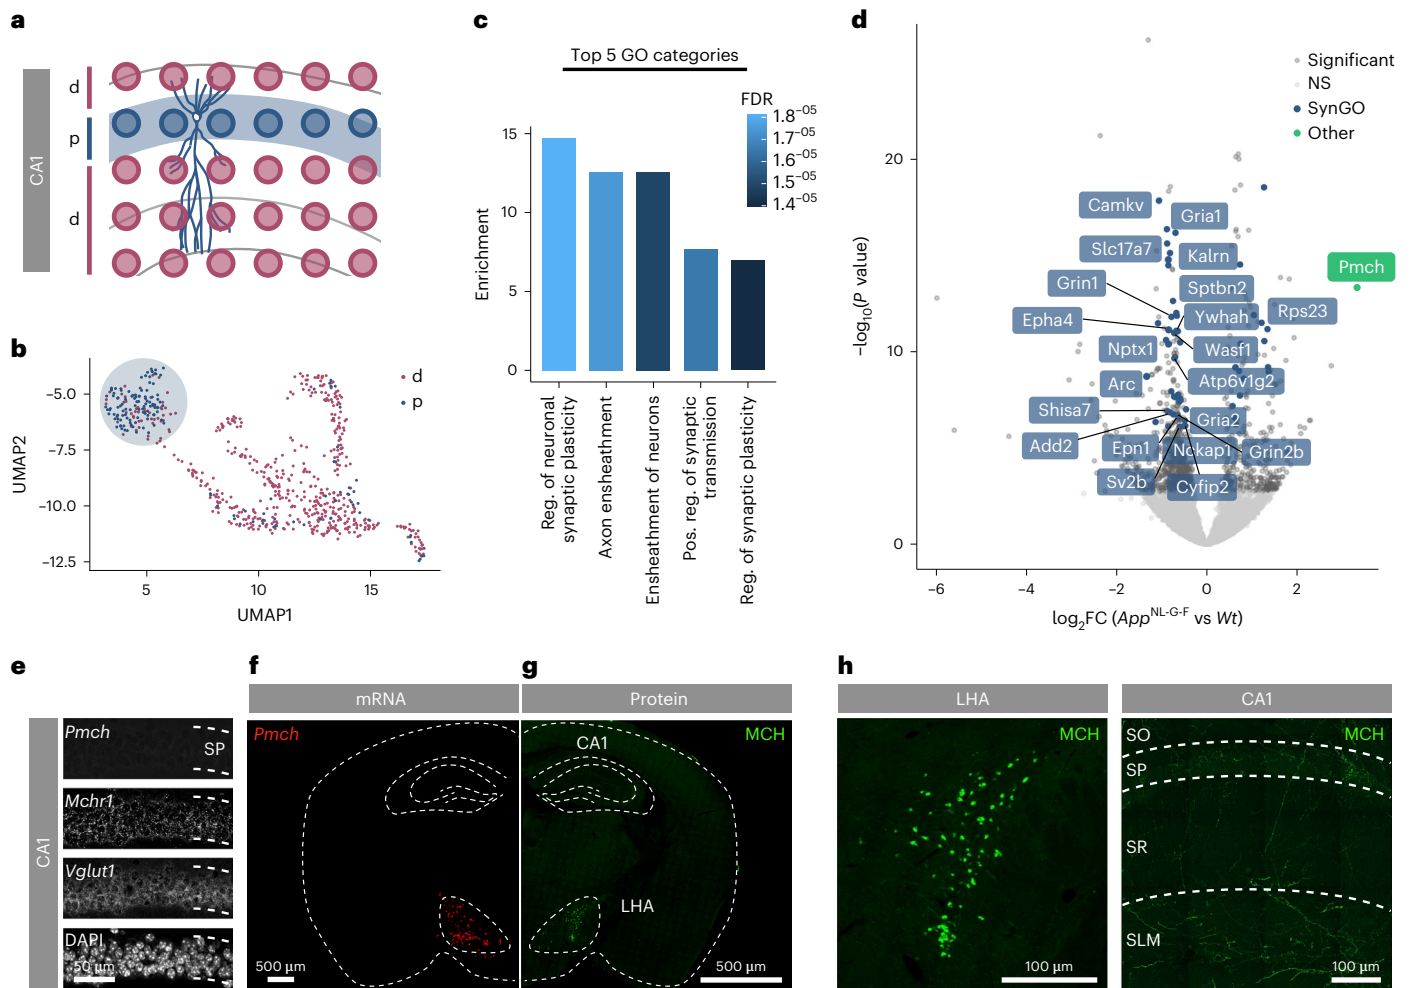 a
CA1
d
p
d
b
UMAP2
−5.0
−7.5
−10.0
−12.5
5
10
15
UMAP1
d
p
c
Top 5 GO categories
FDR
1.8−05
1.7−05
1.6−05
1.5−05
1.4−05
Enrichment
15
10
5
0
Reg. of neuronal
synaptic plasticity
Axon ensheathment
Ensheathment of neurons
Pos. reg. of synaptic
transmission
Reg. of synaptic plasticity
d
Significant
NS
SynGO
Other
−log10(P value)
20
10
0
−6
−4
−2
0
2
log2FC (AppNL-G-F vs Wt)
Camkv
Gria1
Slc17a7
Kalrn
Pmch
Grin1
Sptbn2
Epha4
Ywhah
Rps23
Nptx1
Wasf1
Arc
Atp6v1g2
Shisa7
Gria2
Add2
Epn1
Nckap1
Grin2b
Sv2b
Cyfip2
e
CA1
Pmch
SP
Mchr1
Vglut1
DAPI
50 µm
f
mRNA
Pmch
500 µm
g
Protein
MCH
CA1
LHA
500 µm
h
LHA
MCH
100 µm
CA1
MCH
SO
SP
SR
SLM
100 µm